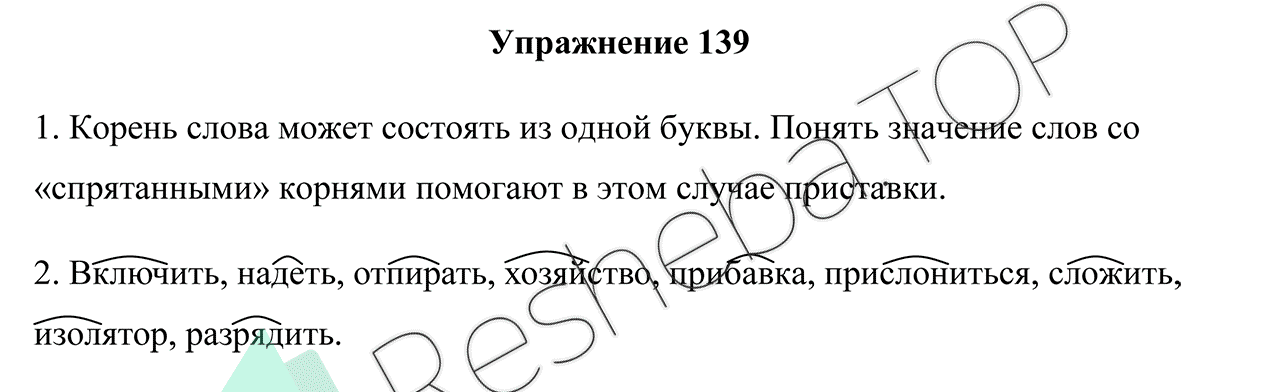 Упражнение 139
1. Корень слова может состоять из одной буквы. Понять значение слов со
«спрятанными» корнями помогают в этом случае приставки.
2. Включить, надеть, отпирать, хозяйство, прибавка, прислониться, сложить,
изолятор, разрядить.
Resheba.TOP